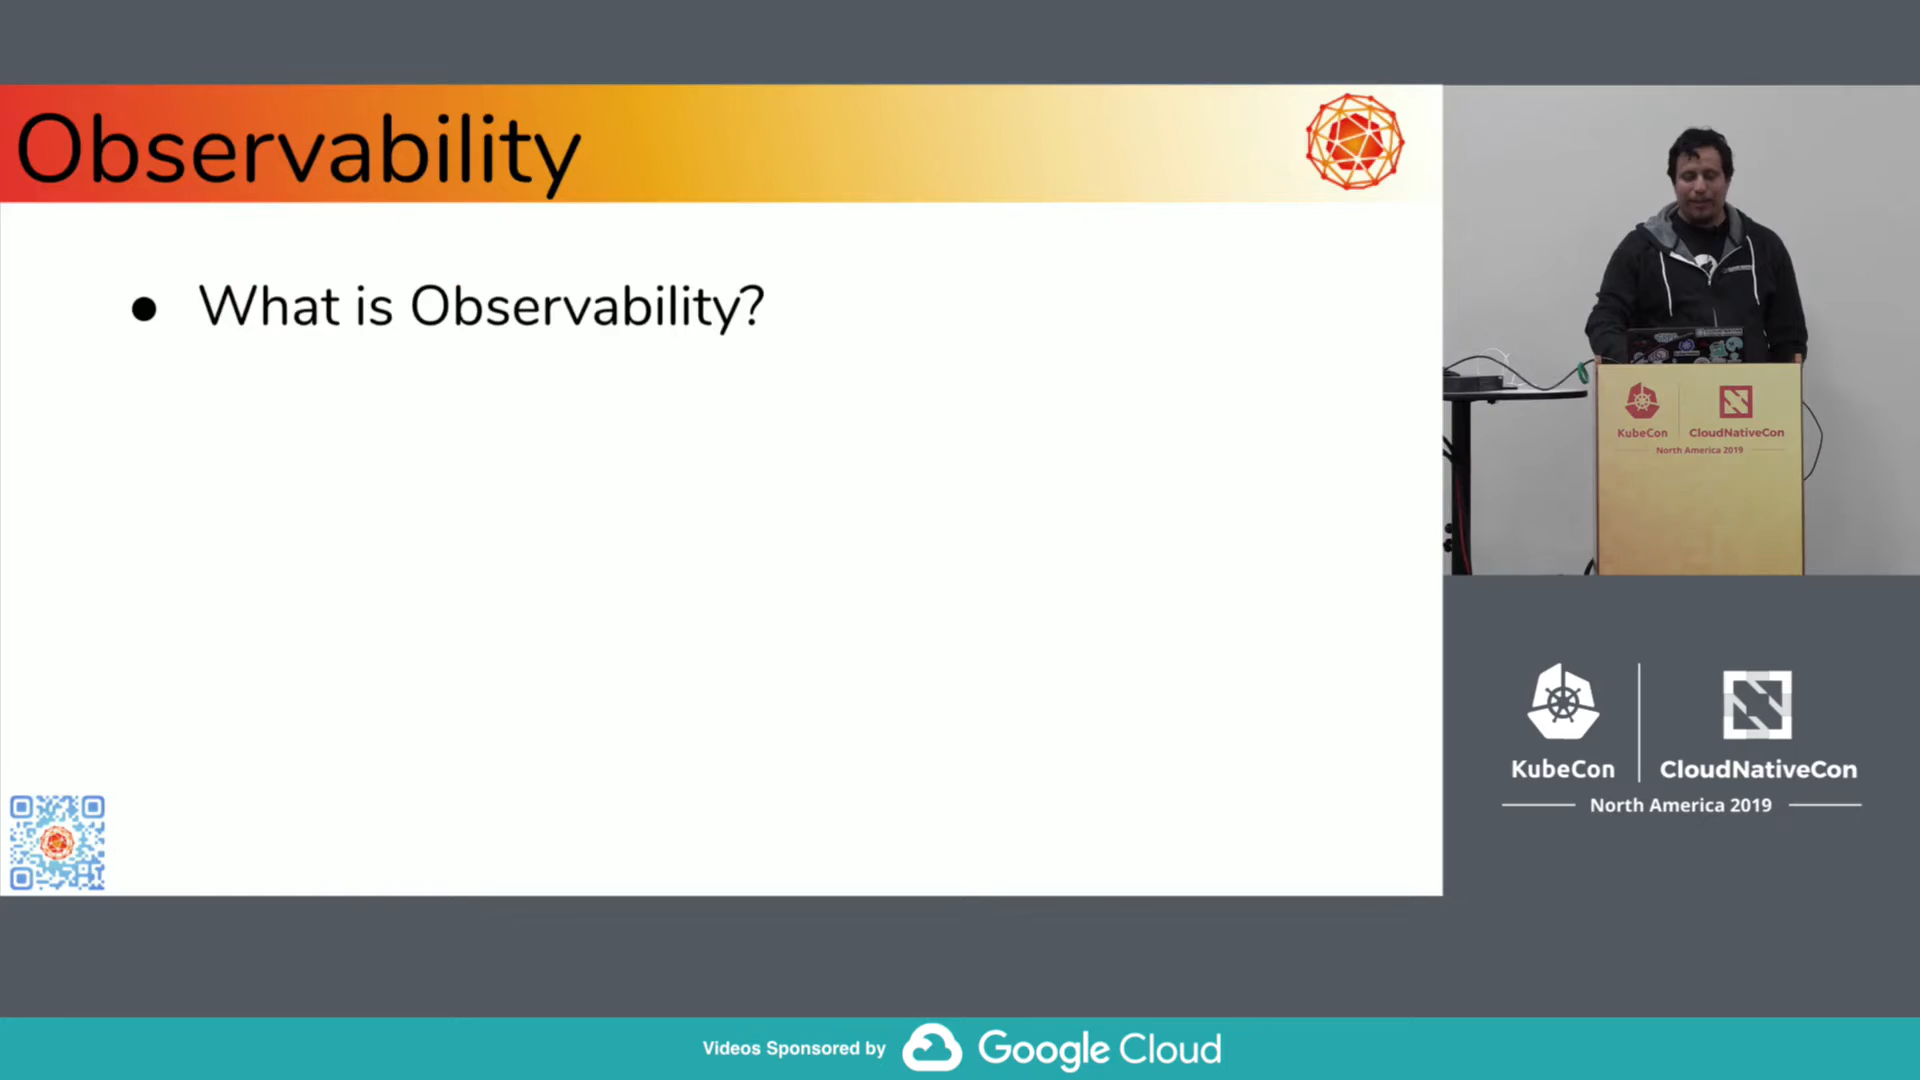 Observability
● What is Observability?
KubeCon
CloudNativeCon
North America 2019
KubeCon
CloudNativeCon
North America 2019
Videos Sponsored by
Google Cloud